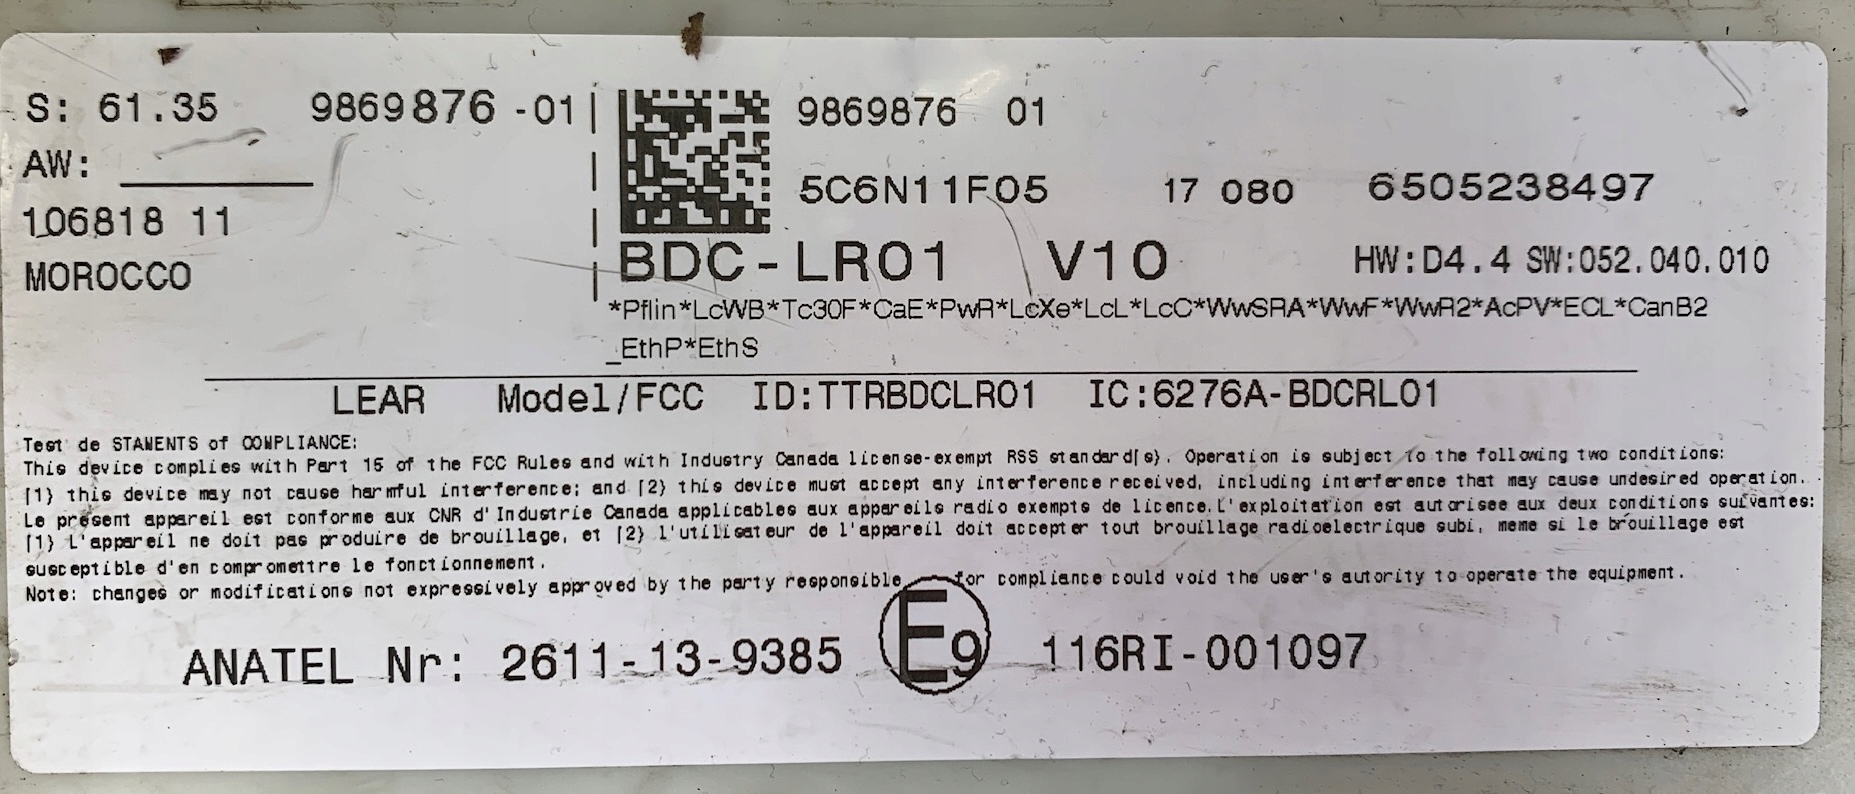 S: 61.35 9869876 -01
AW:
106818 11
MOROCCO
9869876 01
5C6N11F05 17 080 6505238497
BDC-LR01 V10 HW:D4.4 SW:052.040.010
*Pflin*LcWB*Tc30F*CaE*PwR*LcXe*LcL*LcC*WwSRA*WwF*WwR2*AcPV*ECL*CanB2
_EthP*EthS
LEAR Model/FCC ID:TTRBDCLR01 IC:6276A-BDCRL01
Test de STAMENTS of COMPLIANCE:
This device complies with Part 15 of the FCC Rules and with Industry Canada license-exempt RSS standard(s). Operation is subject to the following two conditions:
(1) this device may not cause harmful interference; and (2) this device must accept any interference received, including interference that may cause undesired operation.
Le present appareil est conforme aux CNR d'Industrie Canada applicables aux appareils radio exempts de licence.L'exploitation est autorisee aux deux conditions suivantes:
(1) L'appareil ne doit pas produire de brouillage, et (2) l'utilisateur de l'appareil doit accepter tout brouillage radioelectrique subi, meme si le brouillage est
susceptible d'en compromettre le fonctionnement.
Note: changes or modifications not expressively approved by the party responsible for compliance could void the user's autority to operate the equipment.
ANATEL Nr: 2611-13-9385 E9 116RI-001097